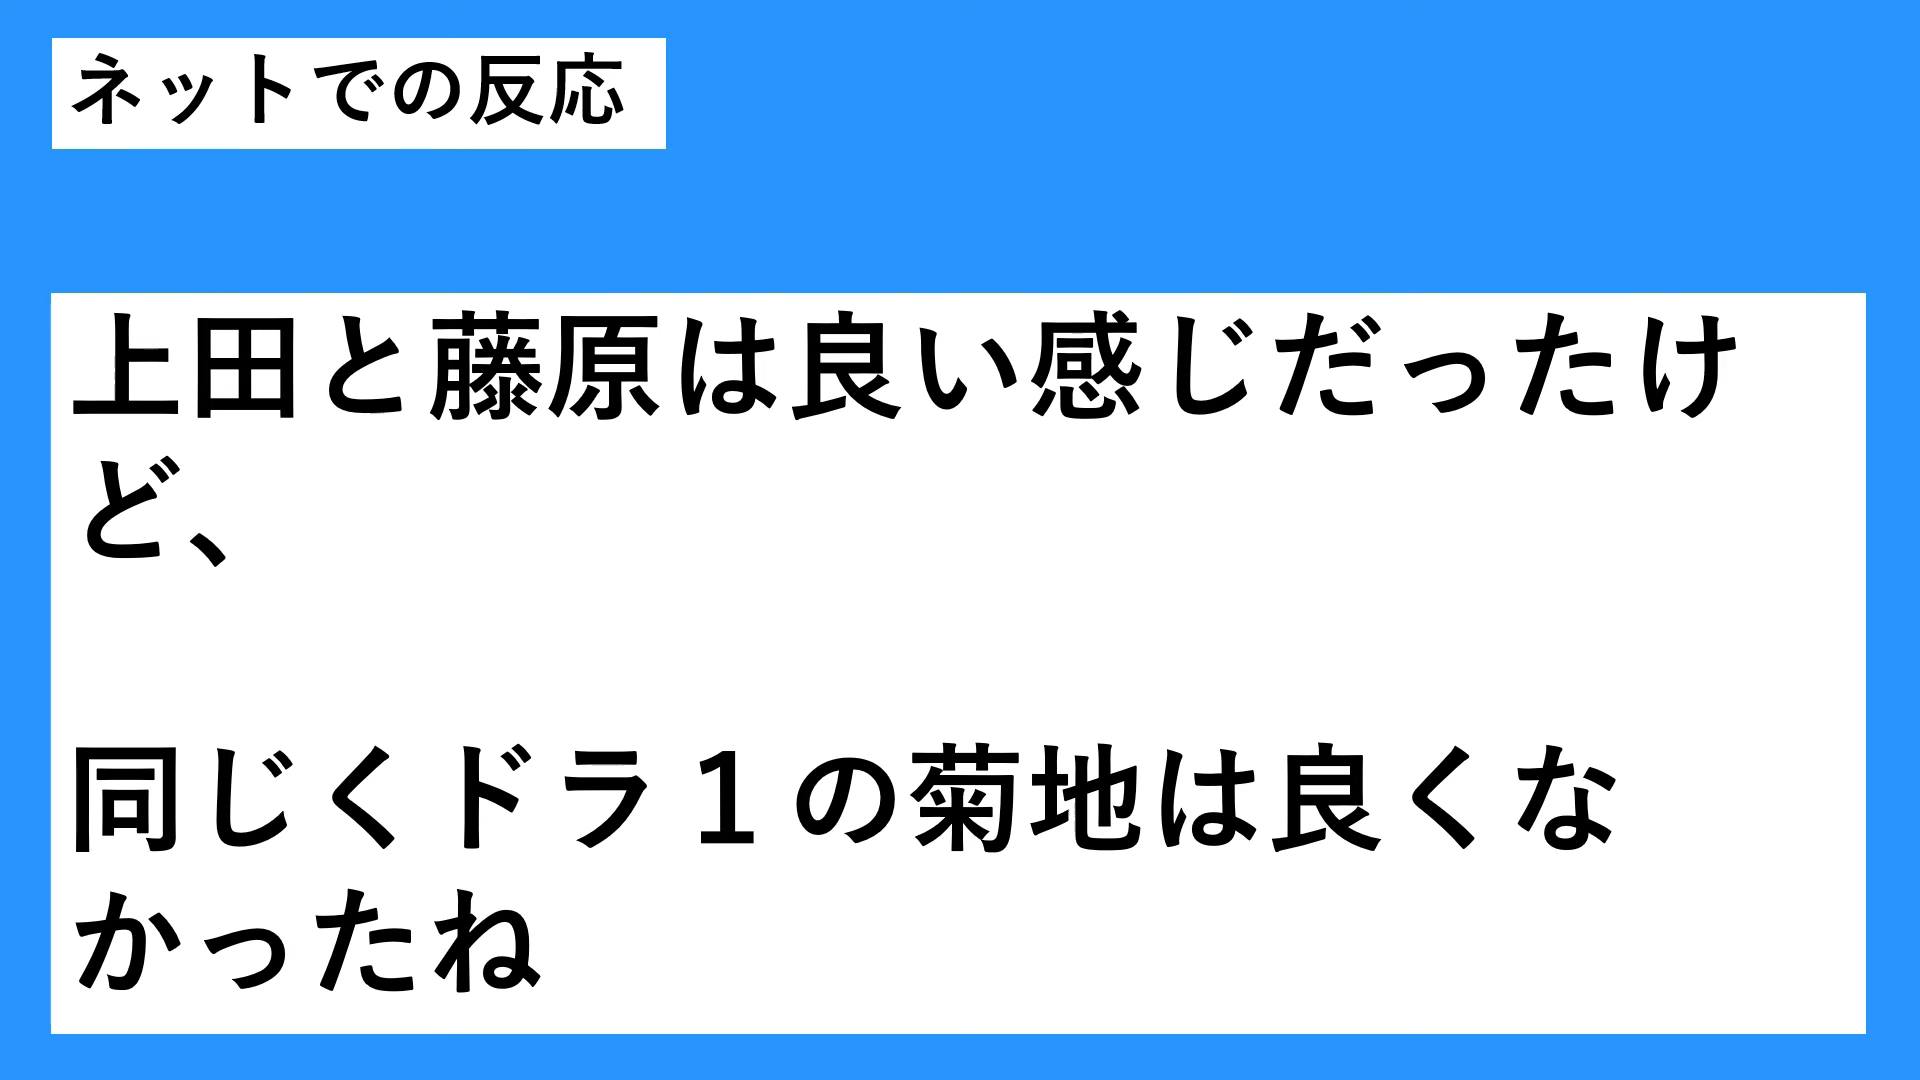 ネットでの反応
上田と藤原は良い感じだったけ
ど、
同じくドラ１の菊地は良くな
かったね